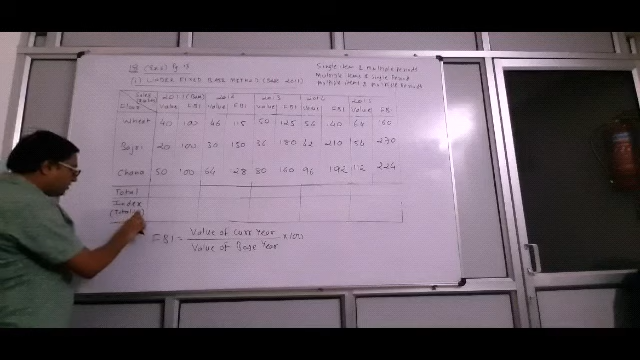 Single item & Multiple Periods
(i) UNDER FIXED BASE METHOD (Base 2011)
Multiple items & Single Period
Multiple items & Multiple Periods
2011 (Base) 2012 2013 2014 2015
Value FBI Value FBI Value FBI Value FBI Value FBI
Wheat 40 100 46 115 50 125 56 140 64 160
20 100 30 150 36 180 42 210 54 270
Chana 50 100 64 128 80 160 96 192 112 224
Total
Index
(Total
FBI = Value of Curr Year
Value of Base Year
x 100